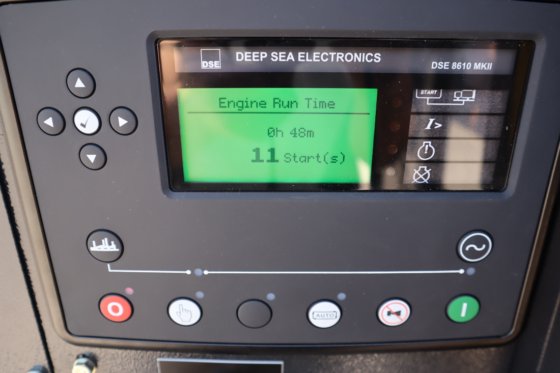 DSE
DEEP SEA ELECTRONICS
DSE 8610 MKII
Engine Run Time
0h 48m
11 Start(s)
START
I>
AUTO